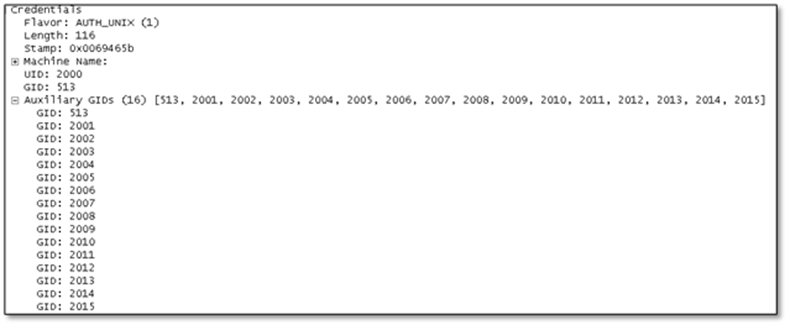 Credentials
Flavor: AUTH_UNIX (1)
Length: 116
Stamp: 0x0069465b
Machine Name:
UID: 2000
GID: 513
Auxiliary GIDs (16) [513, 2001, 2002, 2003, 2004, 2005, 2006, 2007, 2008, 2009, 2010, 2011, 2012, 2013, 2014, 2015]
GID: 513
GID: 2001
GID: 2002
GID: 2003
GID: 2004
GID: 2005
GID: 2006
GID: 2007
GID: 2008
GID: 2009
GID: 2010
GID: 2011
GID: 2012
GID: 2013
GID: 2014
GID: 2015